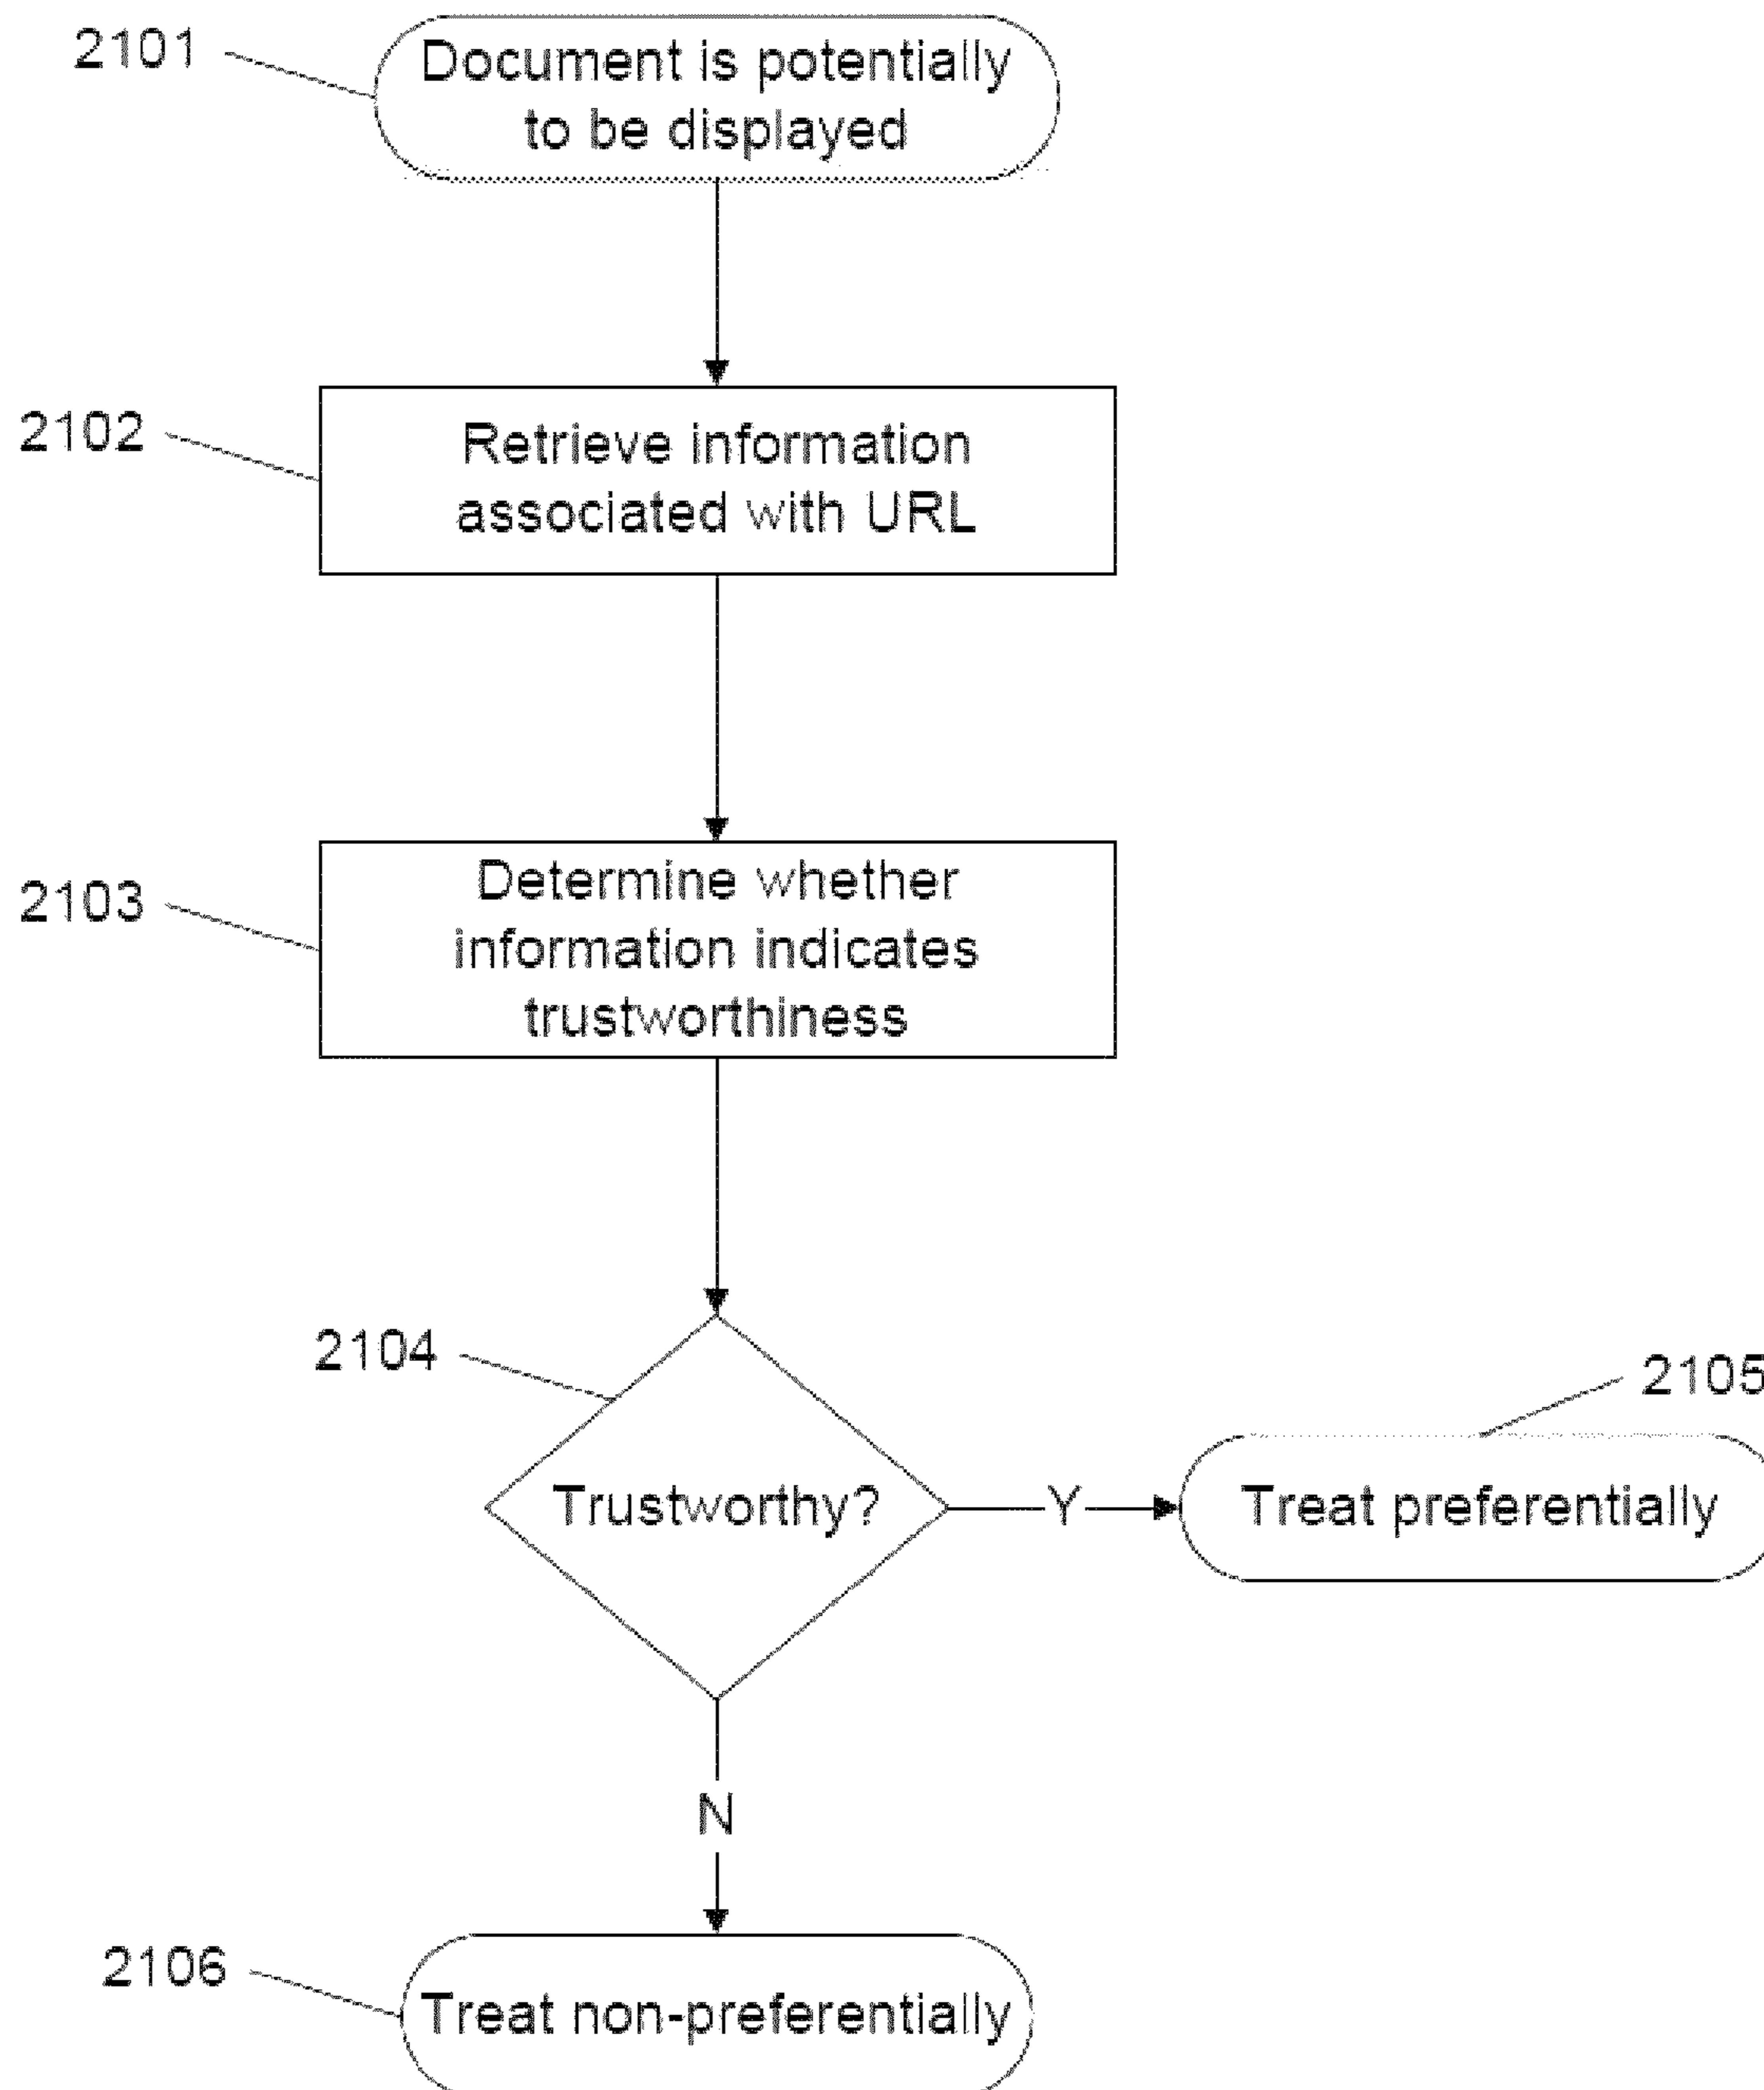 2101
Document is potentially
to be displayed
2102
Retrieve information
associated with URL
2103
Determine whether
information indicates
trustworthiness
2104
Trustworthy?
Y
2105
Treat preferentially
N
2106
Treat non-preferentially